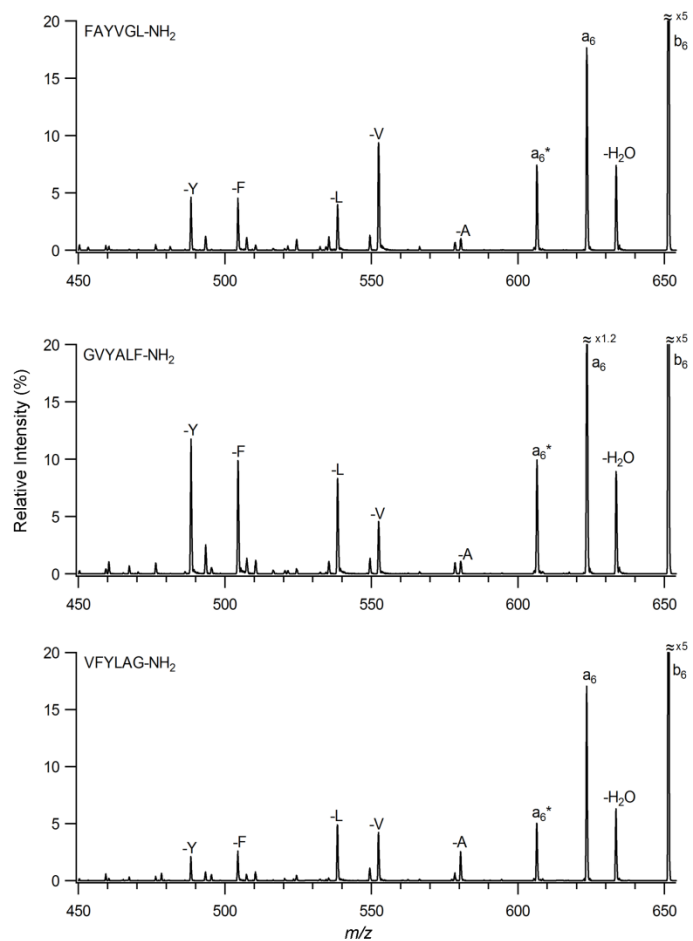 FAYVGL-NH₂
≈ x5
b₆
a₆
-H₂O
a₆*
-V
-Y
-F
-L
-A
20
15
10
5
0
450
500
550
600
650
GVYALF-NH₂
≈ x1.2
≈ x5
a₆
b₆
-Y
-F
-L
-V
-A
a₆*
-H₂O
20
15
10
5
0
450
500
550
600
650
Relative Intensity (%)
VFYLAG-NH₂
≈ x5
b₆
a₆
-H₂O
a₆*
-L
-V
-A
-Y
-F
20
15
10
5
0
450
500
550
600
650
m/z